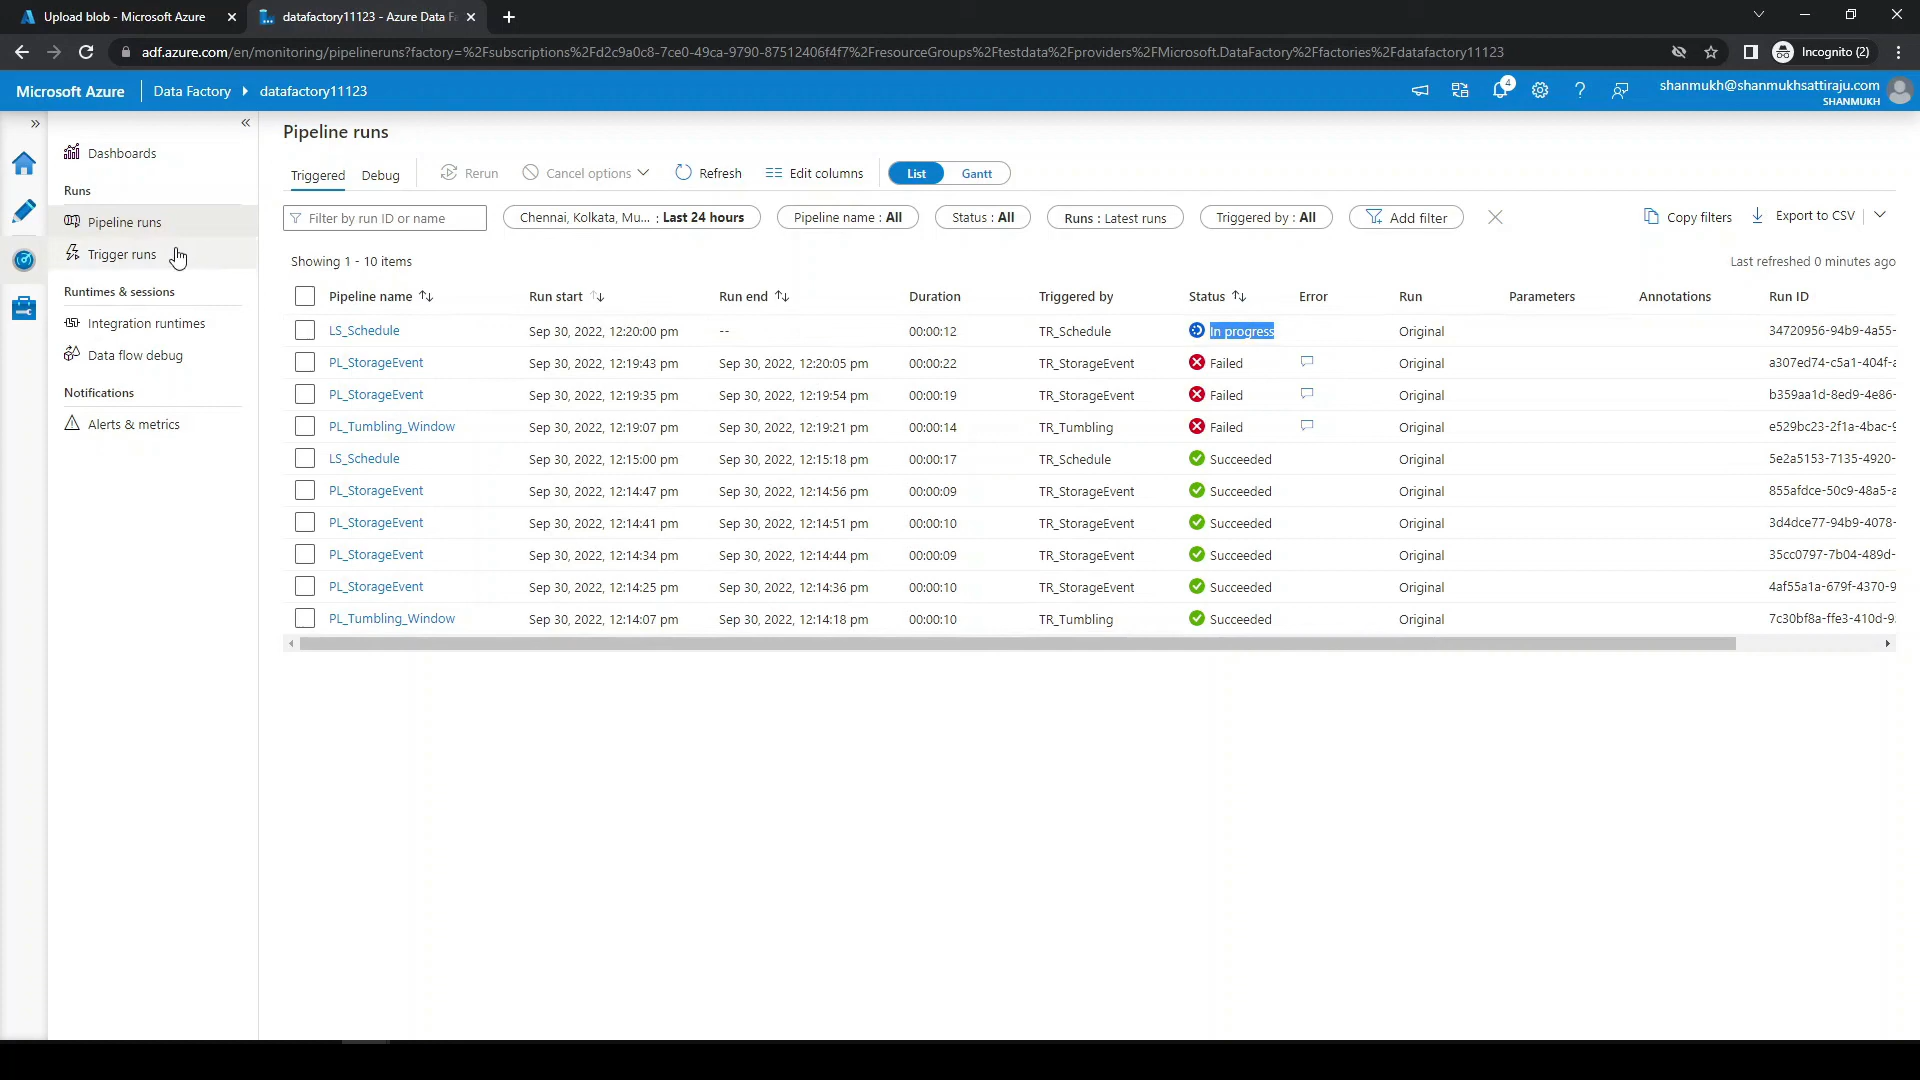 Upload blob - Microsoft Azure
datafactory11123 - Azure Data Fa
adf.azure.com/en/monitoring/pipelineruns?factory=%2Fsubscriptions%2Fd2c9a0c8-7ce0-49ca-9790-87512406f4f7%2FresourceGroups%2Ftestdata%2Fproviders%2FMicrosoft.DataFactory%2Ffactories%2Fdatafactory11123
Incognito (2)
Microsoft Azure
Data Factory
datafactory11123
4
shanmukh@shanmukhsattiraju.com
SHANMUKH
Dashboards
Runs
Pipeline runs
Trigger runs
Runtimes & sessions
Integration runtimes
Data flow debug
Notifications
Alerts & metrics
Pipeline runs
Triggered Debug Rerun Cancel options Refresh Edit columns List Gantt
Filter by run ID or name Chennai, Kolkata, Mu... : Last 24 hours Pipeline name : All Status : All Runs : Latest runs Triggered by : All Add filter Copy filters Export to CSV
Showing 1 - 10 items Last refreshed 0 minutes ago
Pipeline name Run start Run end Duration Triggered by Status Error Run Parameters Annotations Run ID
LS_Schedule Sep 30, 2022, 12:20:00 pm -- 00:00:12 TR_Schedule In progress Original 34720956-94b9-4a55-
PL_StorageEvent Sep 30, 2022, 12:19:43 pm Sep 30, 2022, 12:20:05 pm 00:00:22 TR_StorageEvent Failed Original a307ed74-c5a1-404f-a
PL_StorageEvent Sep 30, 2022, 12:19:35 pm Sep 30, 2022, 12:19:54 pm 00:00:19 TR_StorageEvent Failed Original b359aa1d-8ed9-4e86-
PL_Tumbling_Window Sep 30, 2022, 12:19:07 pm Sep 30, 2022, 12:19:21 pm 00:00:14 TR_Tumbling Failed Original e529bc23-2f1a-4bac-9
LS_Schedule Sep 30, 2022, 12:15:00 pm Sep 30, 2022, 12:15:18 pm 00:00:17 TR_Schedule Succeeded Original 5e2a5153-7135-4920-
PL_StorageEvent Sep 30, 2022, 12:14:47 pm Sep 30, 2022, 12:14:56 pm 00:00:09 TR_StorageEvent Succeeded Original 855afdce-50c9-48a5-a
PL_StorageEvent Sep 30, 2022, 12:14:41 pm Sep 30, 2022, 12:14:51 pm 00:00:10 TR_StorageEvent Succeeded Original 3d4dce77-94b9-4078-
PL_StorageEvent Sep 30, 2022, 12:14:34 pm Sep 30, 2022, 12:14:44 pm 00:00:09 TR_StorageEvent Succeeded Original 35cc0797-7b04-489d-
PL_StorageEvent Sep 30, 2022, 12:14:25 pm Sep 30, 2022, 12:14:36 pm 00:00:10 TR_StorageEvent Succeeded Original 4af55a1a-679f-4370-9
PL_Tumbling_Window Sep 30, 2022, 12:14:07 pm Sep 30, 2022, 12:14:18 pm 00:00:10 TR_Tumbling Succeeded Original 7c30bf8a-ffe3-410d-9